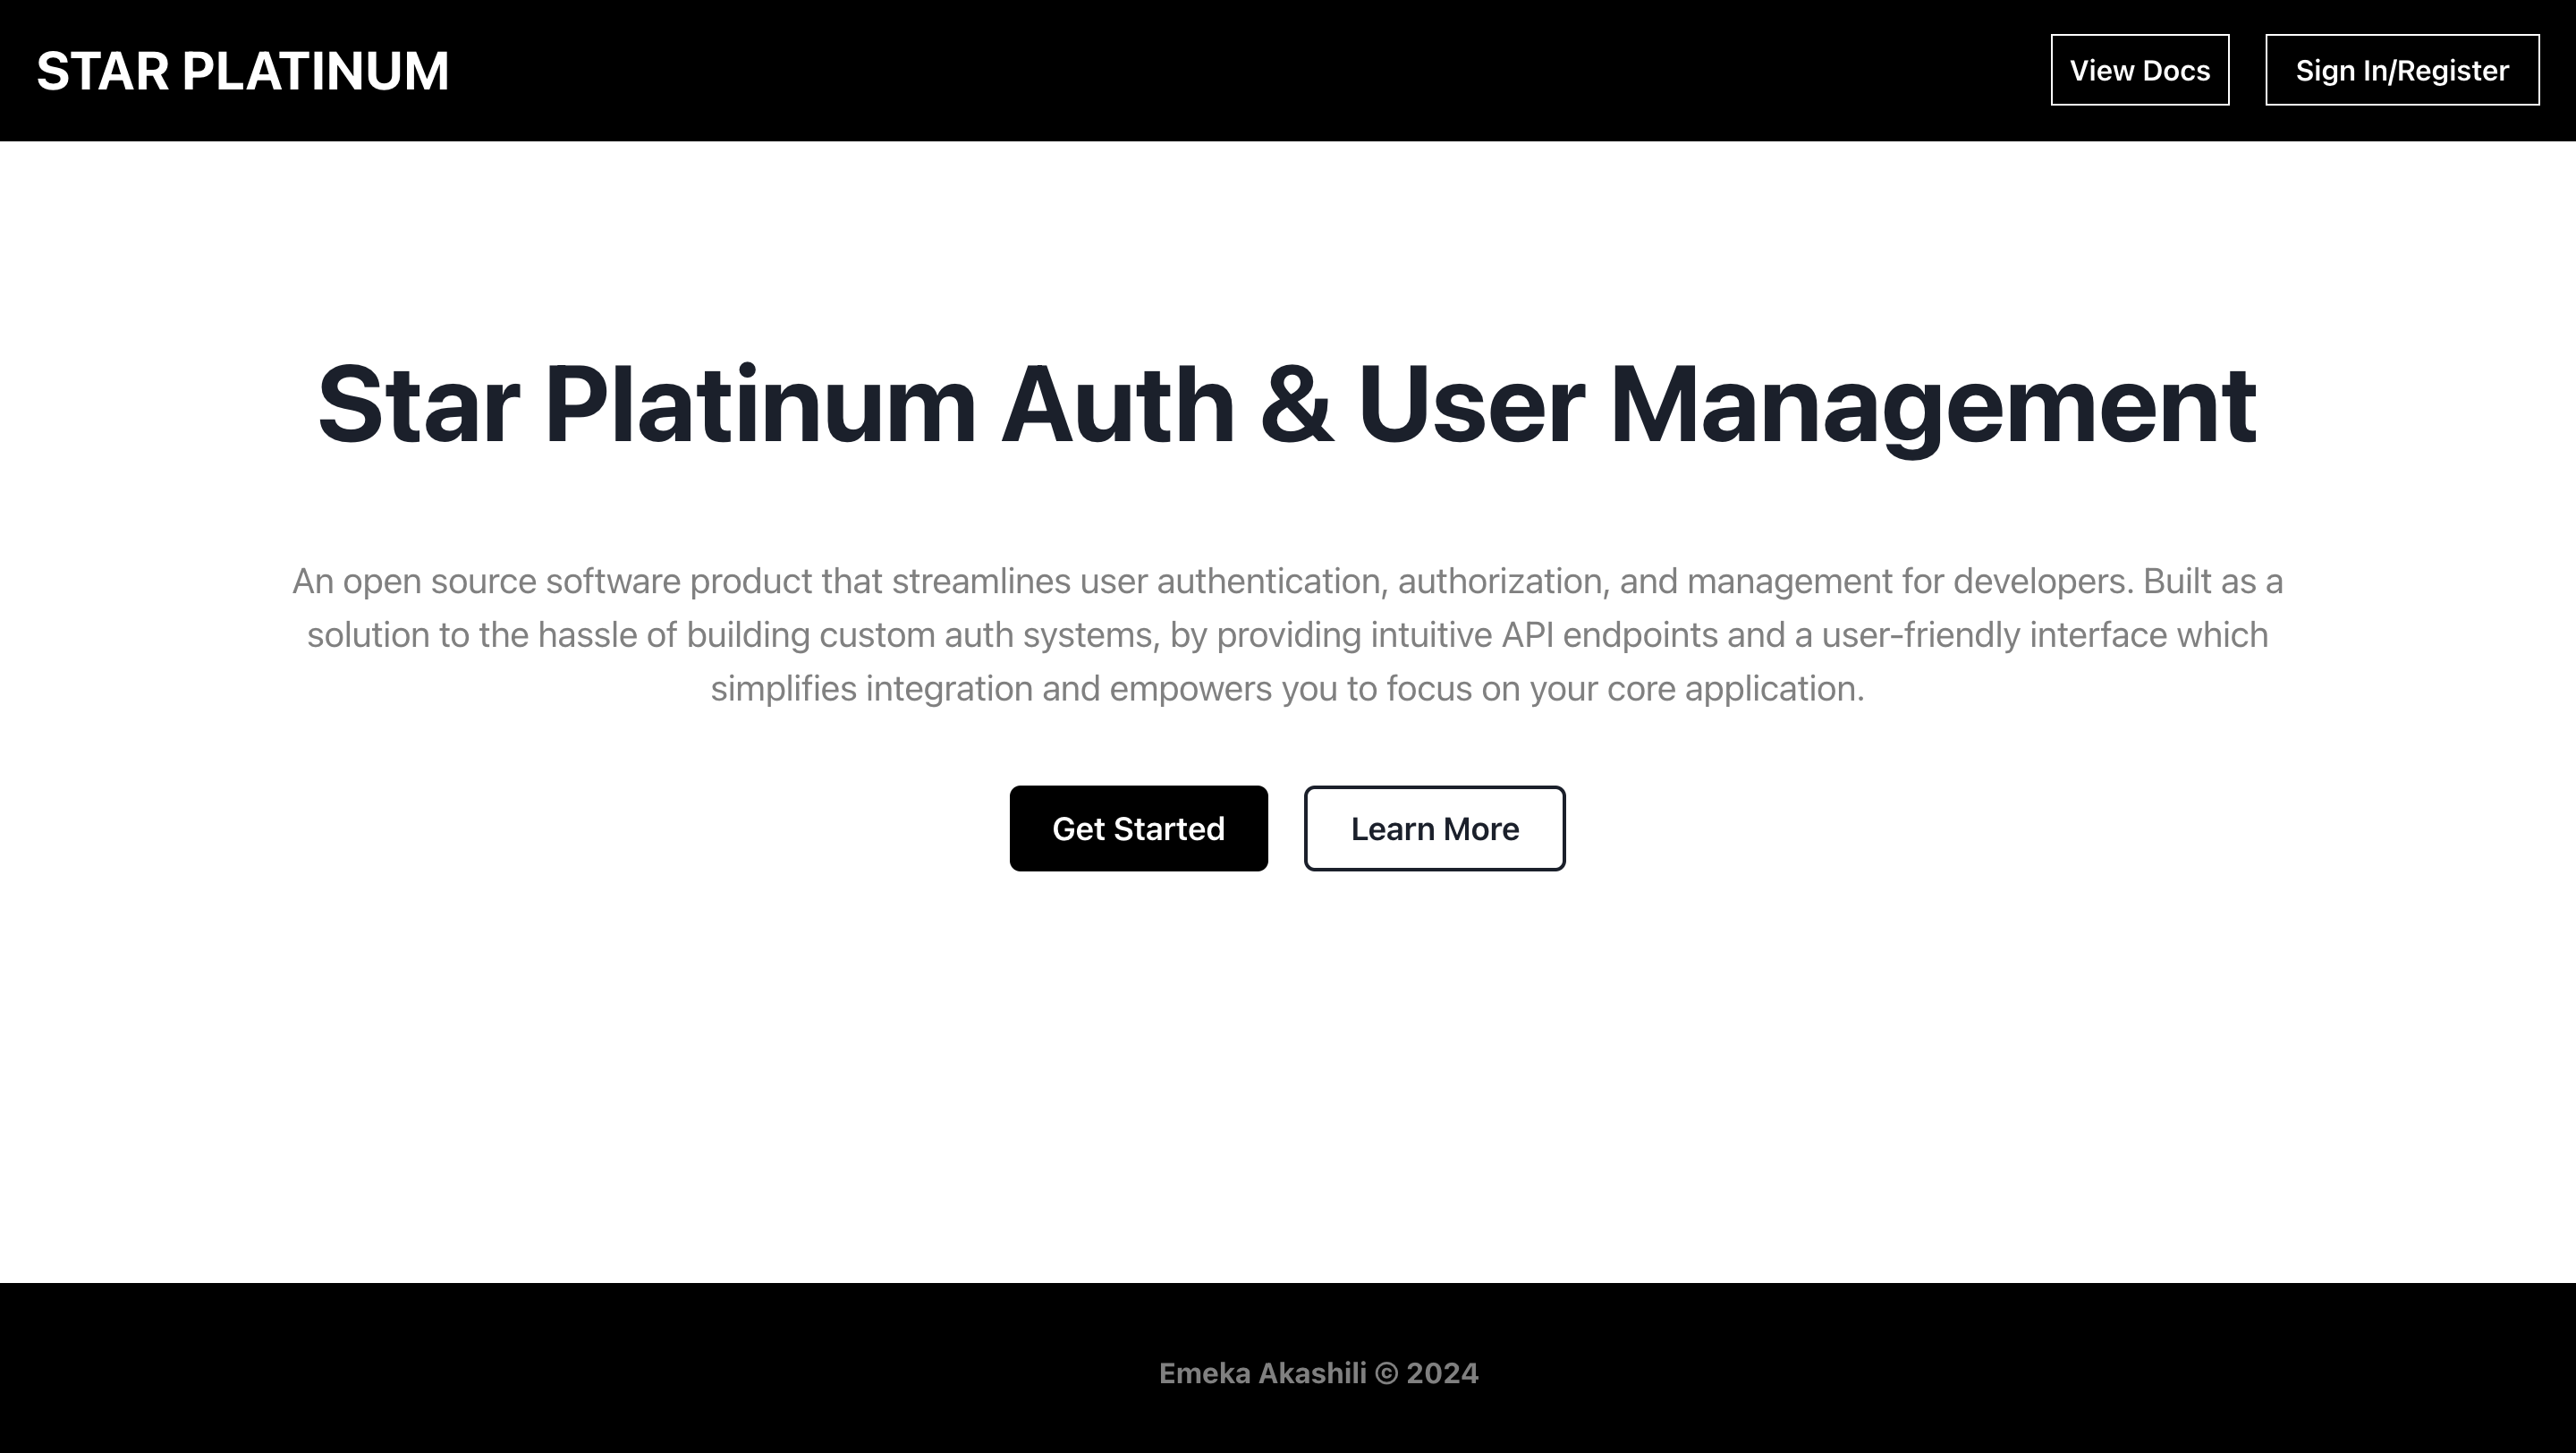 STAR PLATINUM
View Docs
Sign In/Register
Star Platinum Auth & User Management
An open source software product that streamlines user authentication, authorization, and management for developers. Built as a
solution to the hassle of building custom auth systems, by providing intuitive API endpoints and a user-friendly interface which
simplifies integration and empowers you to focus on your core application.
Get Started
Learn More
Emeka Akashili © 2024